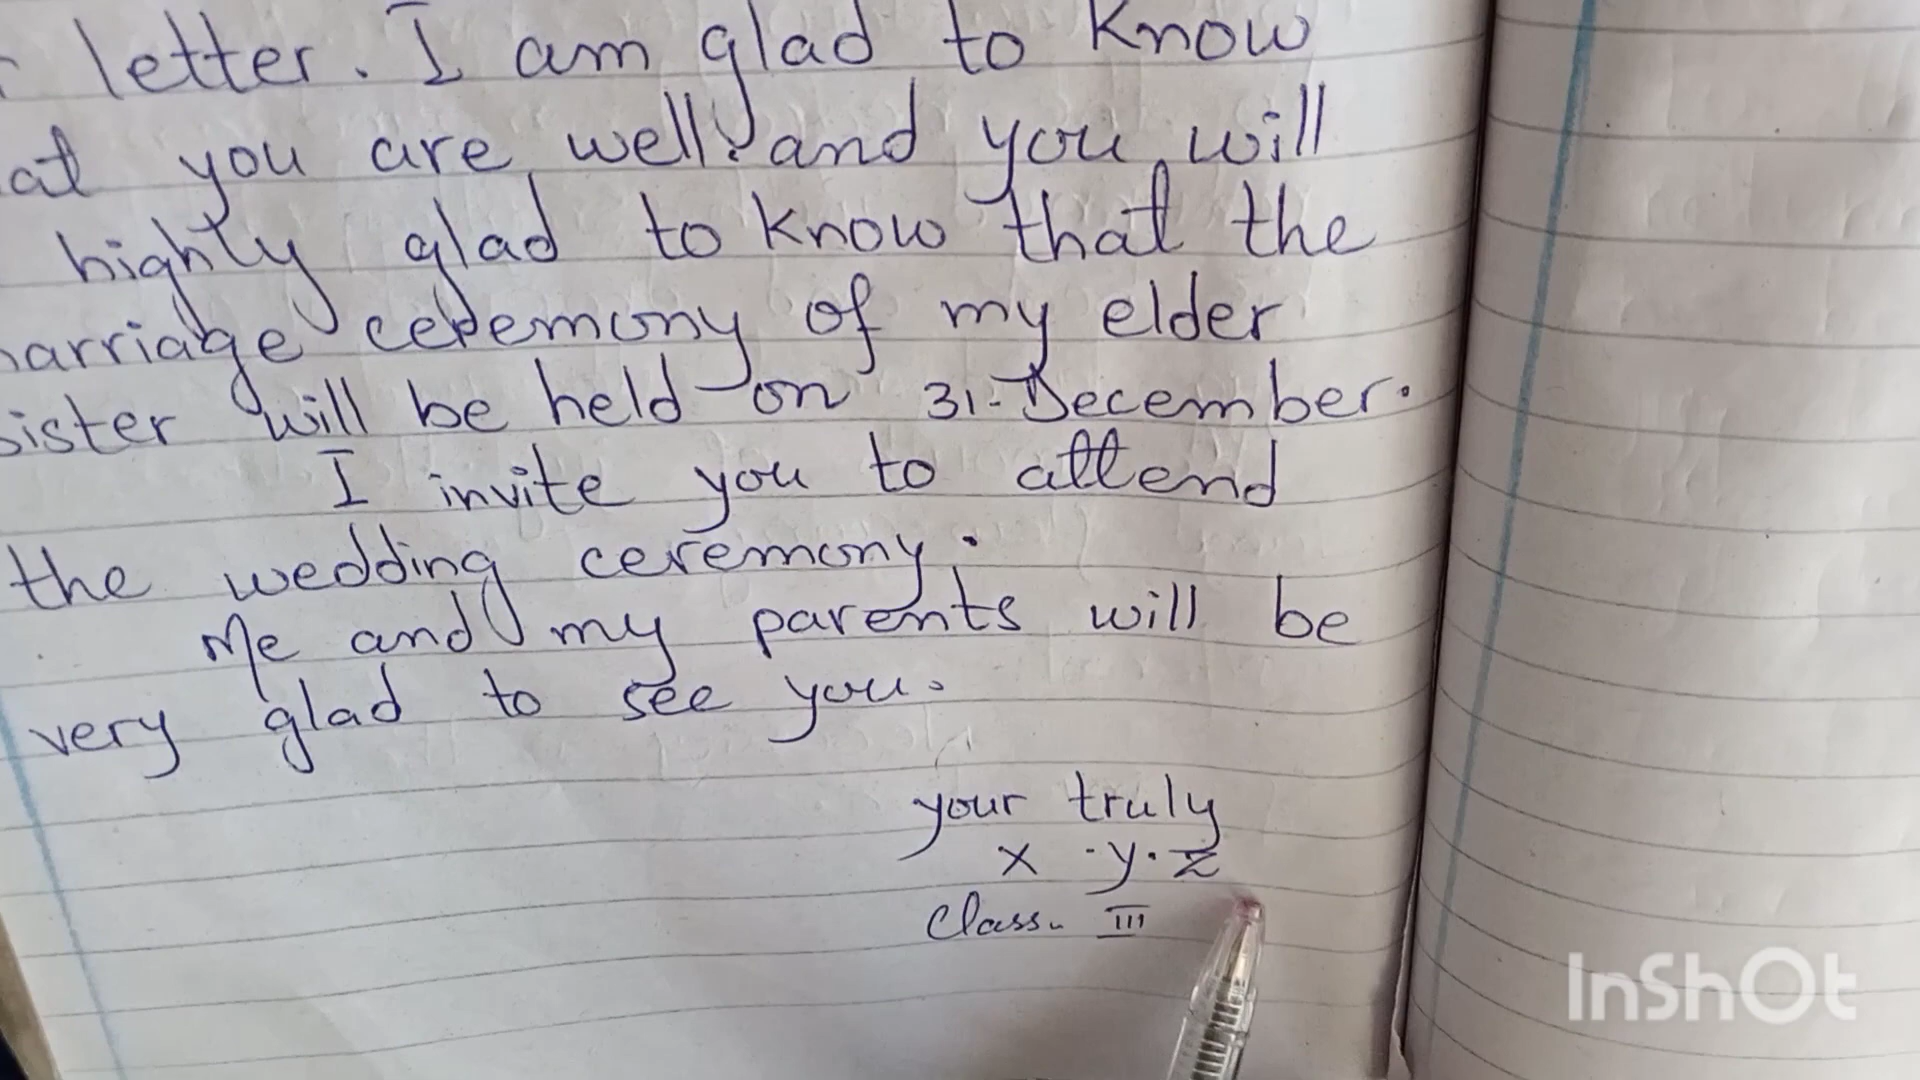 letter. I am glad to know
at you are well. and you will
highly glad to know that the
arriage ceremony of my elder
sister will be held on 31-December.
I invite you to attend
the wedding ceremony.
Me and my parents will be
very glad to see you.
your truly
x . y . z
Class - III
InShOt